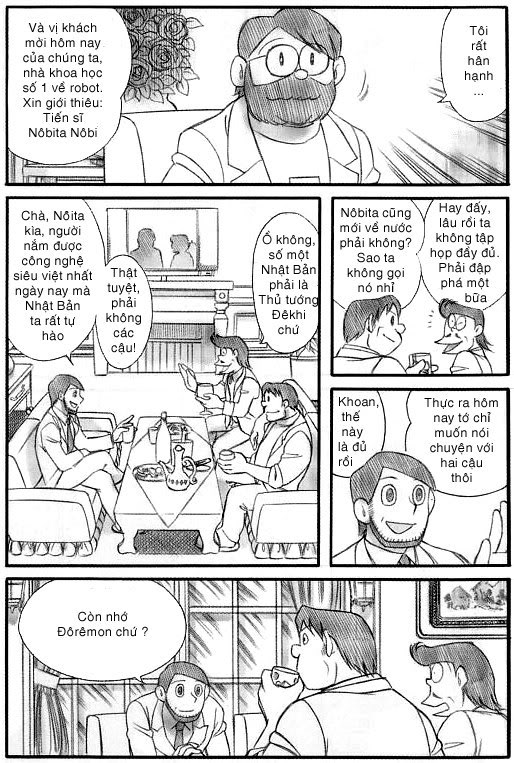 Và vị khách
mời hôm nay
của chúng ta,
nhà khoa học
số 1 về robot.
Xin giới thiêu:
Tiến sĩ
Nôbita Nôbi
Tôi
rất
hân
hạnh
...
Chà, Nôita
kìa, người
nắm được
công nghệ
siêu việt nhất
ngày nay mà
Nhật Bản
ta rất tự
hào
Thật
tuyệt,
phải
không
các
cậu!
Ồ không,
số một
Nhật Bản
phải là
Thủ tướng
Đêkhi
chứ
Nôbita cũng
mới về nước
phải không?
Sao ta
không gọi
nó nhỉ
Hay đấy,
lâu rồi ta
không tập
họp đầy đủ.
Phải đập
phá một
bữa
Khoan,
thế
này
là đủ
rồi
Thực ra hôm
nay tớ chỉ
muốn nói
chuyện với
hai cậu
thôi
Còn nhớ
Đôrêmon chứ ?